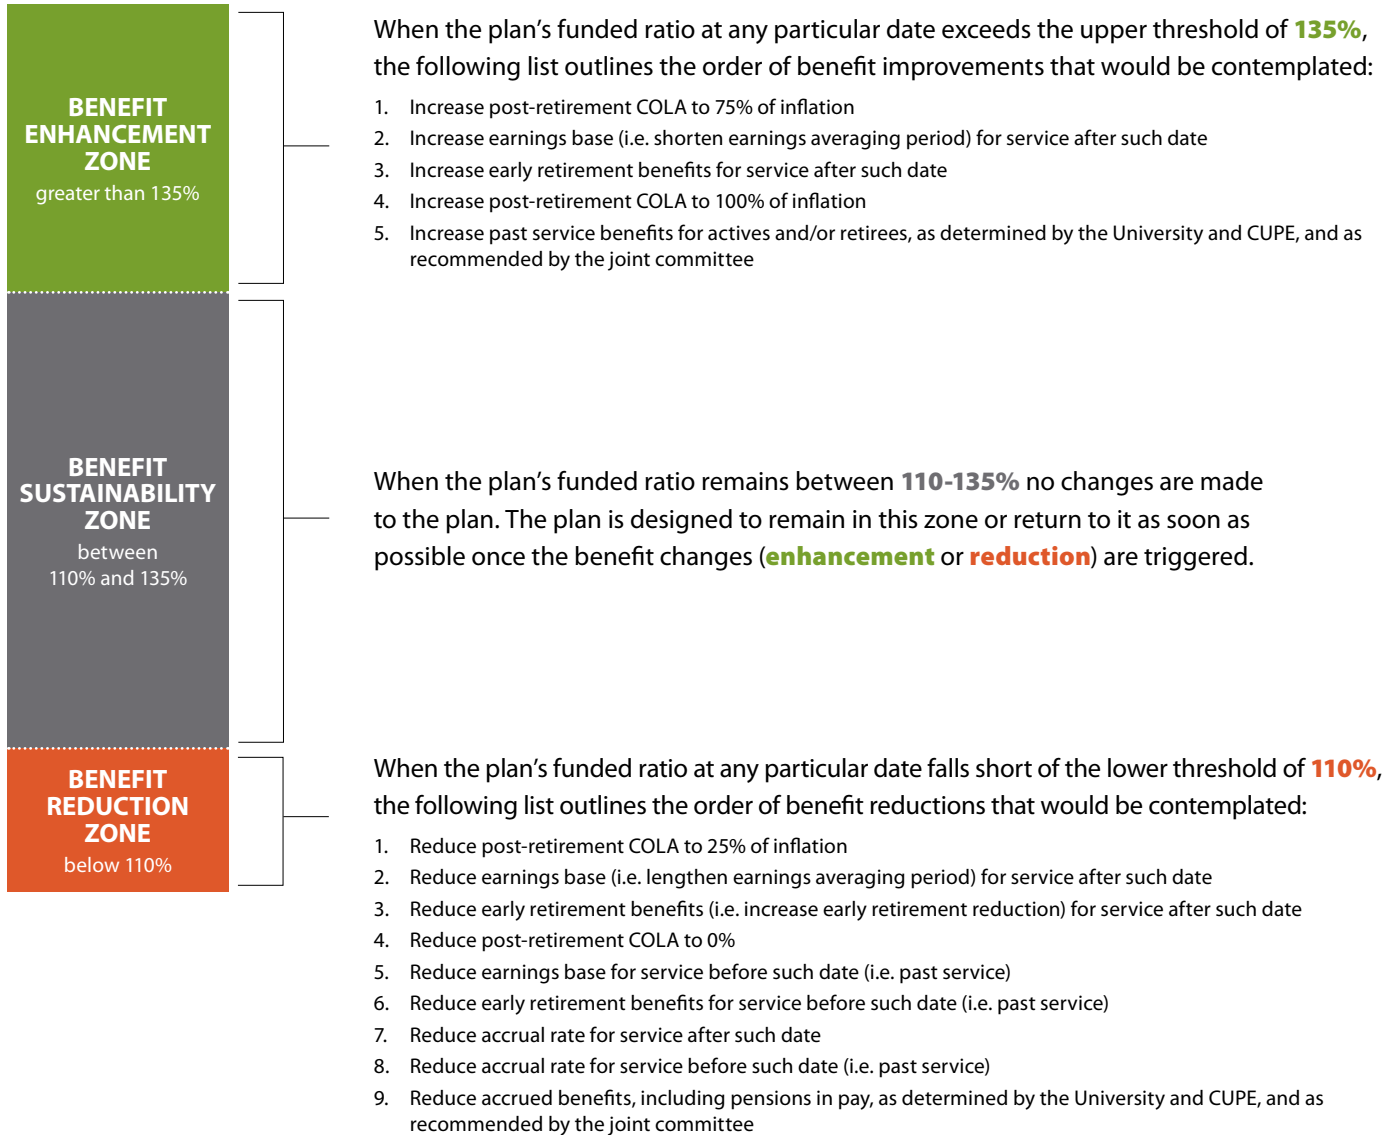 BENEFIT
ENHANCEMENT
ZONE
greater than 135%
When the plan’s funded ratio at any particular date exceeds the upper threshold of 135%,
the following list outlines the order of benefit improvements that would be contemplated:
1. Increase post-retirement COLA to 75% of inflation
2. Increase earnings base (i.e. shorten earnings averaging period) for service after such date
3. Increase early retirement benefits for service after such date
4. Increase post-retirement COLA to 100% of inflation
5. Increase past service benefits for actives and/or retirees, as determined by the University and CUPE, and as
recommended by the joint committee
BENEFIT
SUSTAINABILITY
ZONE
between
110% and 135%
When the plan’s funded ratio remains between 110-135% no changes are made
to the plan. The plan is designed to remain in this zone or return to it as soon as
possible once the benefit changes (enhancement or reduction) are triggered.
BENEFIT
REDUCTION
ZONE
below 110%
When the plan’s funded ratio at any particular date falls short of the lower threshold of 110%,
the following list outlines the order of benefit reductions that would be contemplated:
1. Reduce post-retirement COLA to 25% of inflation
2. Reduce earnings base (i.e. lengthen earnings averaging period) for service after such date
3. Reduce early retirement benefits (i.e. increase early retirement reduction) for service after such date
4. Reduce post-retirement COLA to 0%
5. Reduce earnings base for service before such date (i.e. past service)
6. Reduce early retirement benefits for service before such date (i.e. past service)
7. Reduce accrual rate for service after such date
8. Reduce accrual rate for service before such date (i.e. past service)
9. Reduce accrued benefits, including pensions in pay, as determined by the University and CUPE, and as
recommended by the joint committee